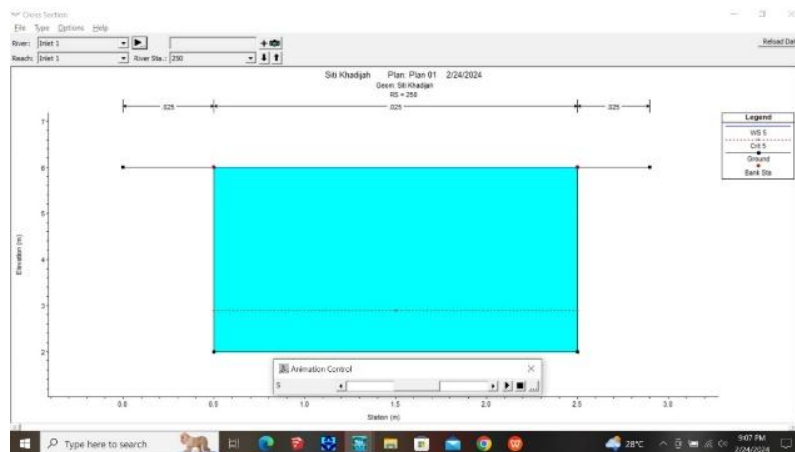 Cross Section
File Type Options Help
River: Inlet 1
Reload Dat
Reach: Inlet 1 River Sta.: 250
Siti Khadijah Plan: Plan 01 2/24/2024
Geom: Siti Khadijah
RS = 250
.025 .025 .025
Legend
WS 5
Crit 5
Ground
Bank Sta
7
6
5
4
3
2
Elevation (m)
Animation Control
5
0.0 0.5 1.0 1.5 2.0 2.5 3.0
Station (m)
Type here to search
28°C
9:07 PM
2/24/2024